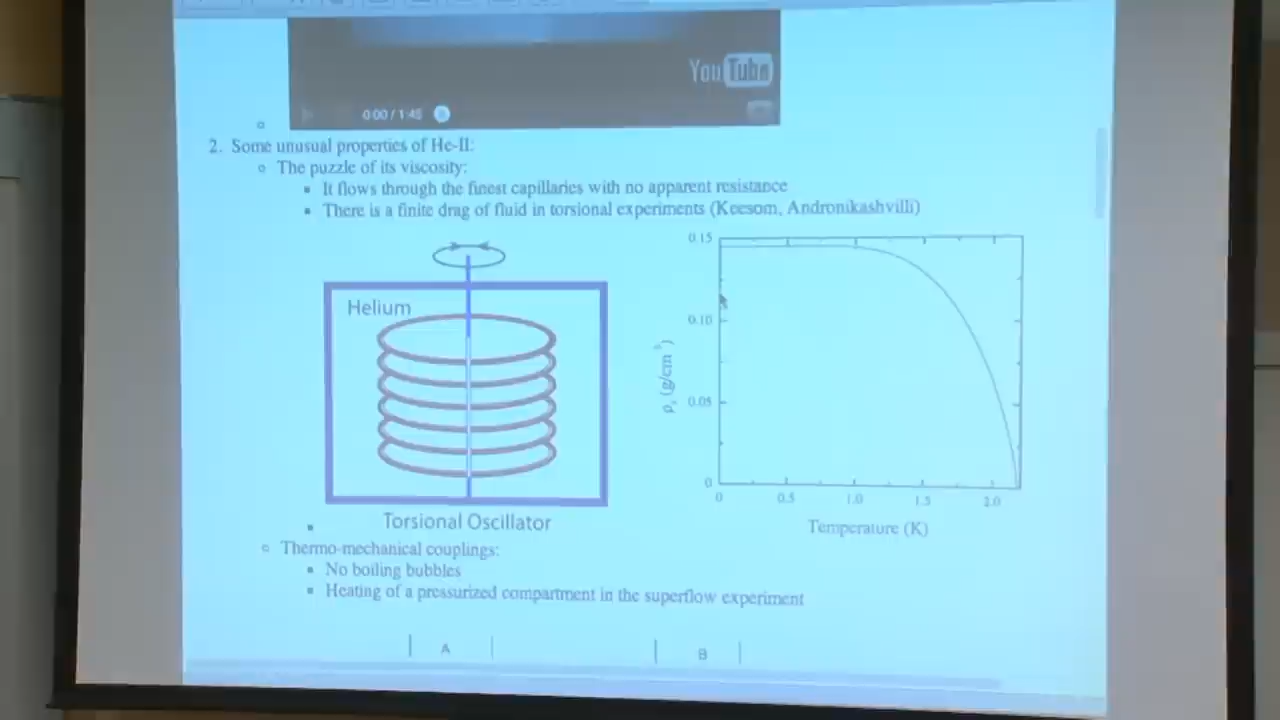 YouTube
0:00 / 1:45
2. Some unusual properties of He-II:
The puzzle of its viscosity:
It flows through the finest capillaries with no apparent resistance
There is a finite drag of fluid in torsional experiments (Keesom, Andronikashvilli)
Helium
Torsional Oscillator
0.15
0.10
0.05
0
ρs (g/cm³)
0 0.5 1.0 1.5 2.0
Temperature (K)
Thermo-mechanical couplings:
No boiling bubbles
Heating of a pressurized compartment in the superflow experiment
A B